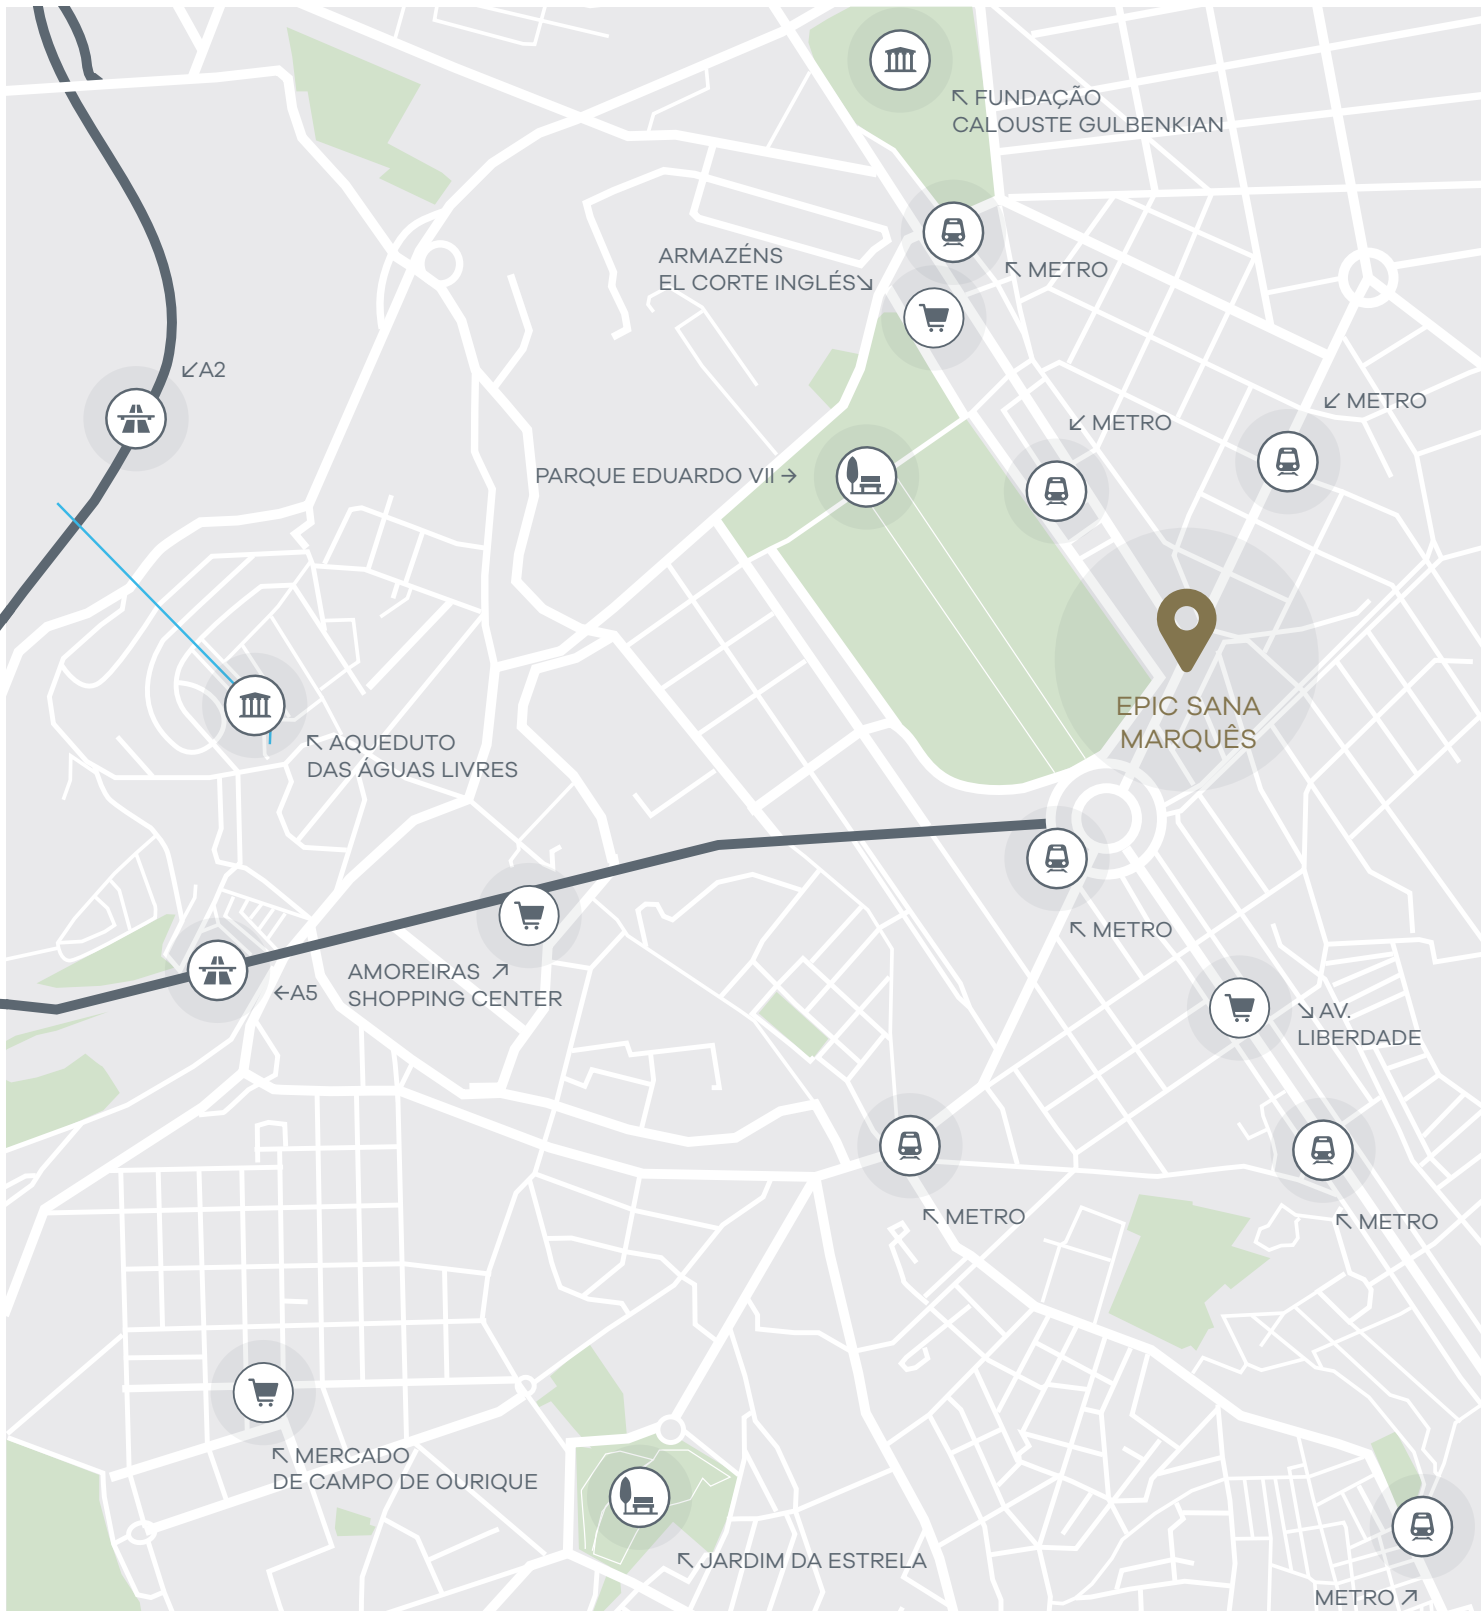 ↖ FUNDAÇÃO
CALOUSTE GULBENKIAN
ARMAZÉNS
EL CORTE INGLÉS↘
↖ METRO
↙A2
↙ METRO
↙ METRO
PARQUE EDUARDO VII →
EPIC SANA
MARQUÊS
↖ AQUEDUTO
DAS ÁGUAS LIVRES
↖ METRO
AMOREIRAS ↗
SHOPPING CENTER
←A5
↘ AV.
LIBERDADE
↖ METRO
↖ METRO
↖ MERCADO
DE CAMPO DE OURIQUE
↖ JARDIM DA ESTRELA
METRO ↗